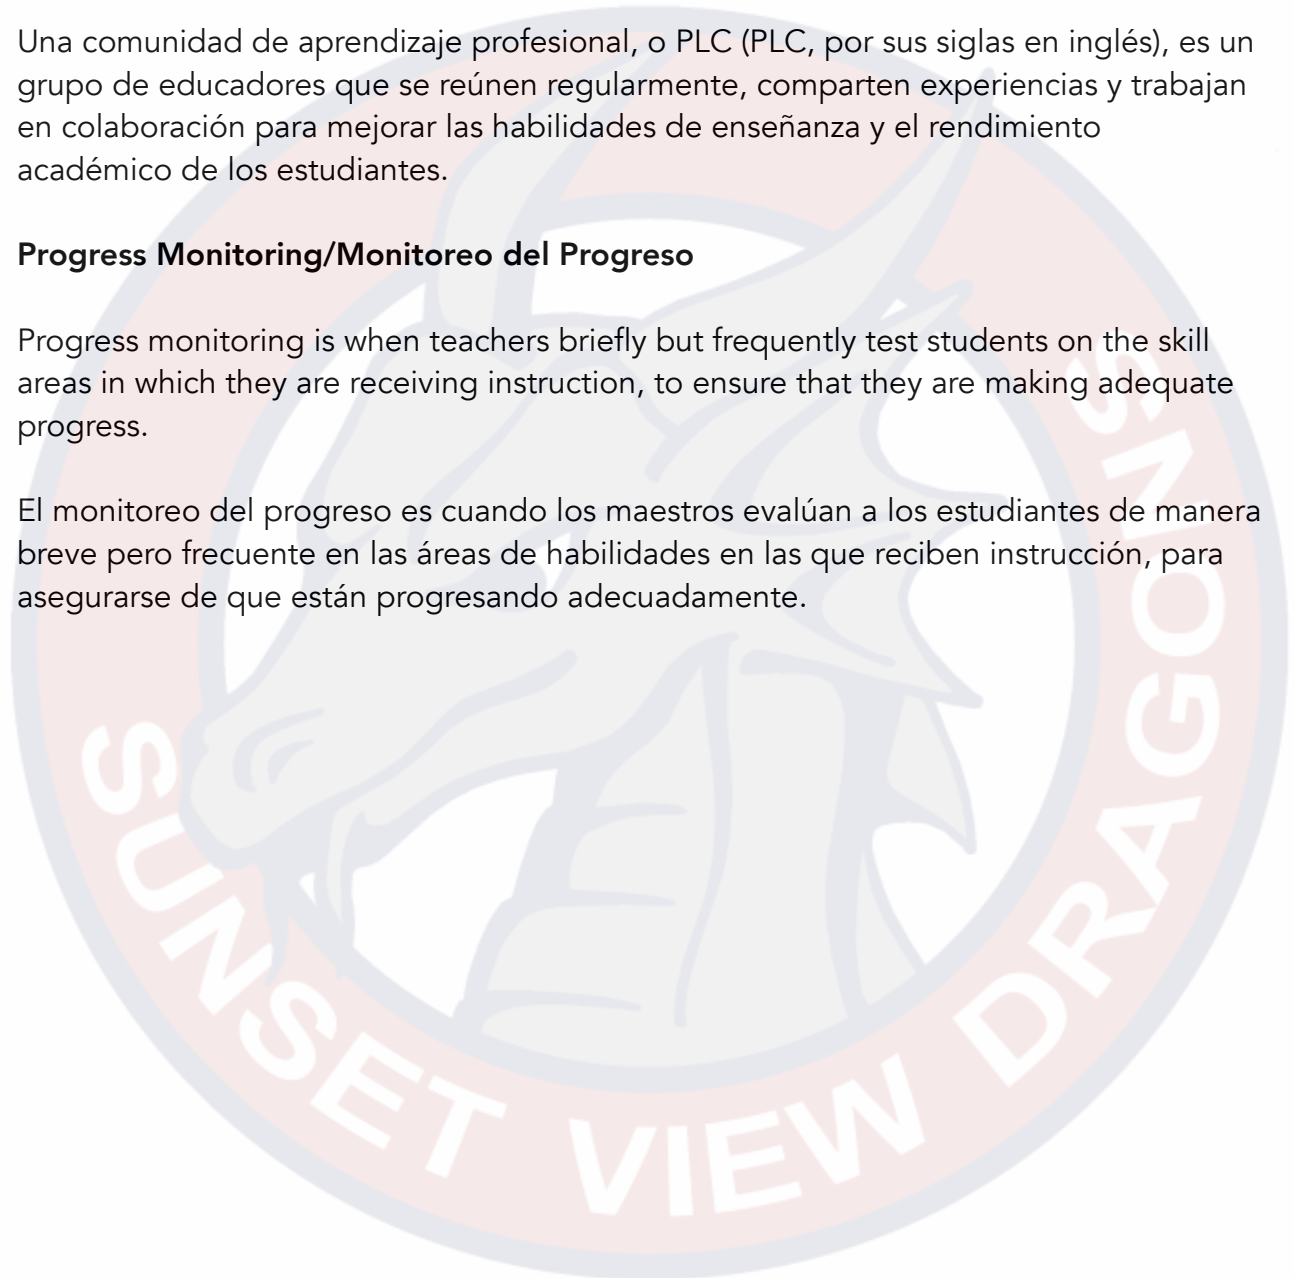 Una comunidad de aprendizaje profesional, o PLC (PLC, por sus siglas en inglés), es un
grupo de educadores que se reúnen regularmente, comparten experiencias y trabajan
en colaboración para mejorar las habilidades de enseñanza y el rendimiento
académico de los estudiantes.
Progress Monitoring/Monitoreo del Progreso
Progress monitoring is when teachers briefly but frequently test students on the skill
areas in which they are receiving instruction, to ensure that they are making adequate
progress.
El monitoreo del progreso es cuando los maestros evalúan a los estudiantes de manera
breve pero frecuente en las áreas de habilidades en las que reciben instrucción, para
asegurarse de que están progresando adecuadamente.
SUNSET VIEW DRAGONS